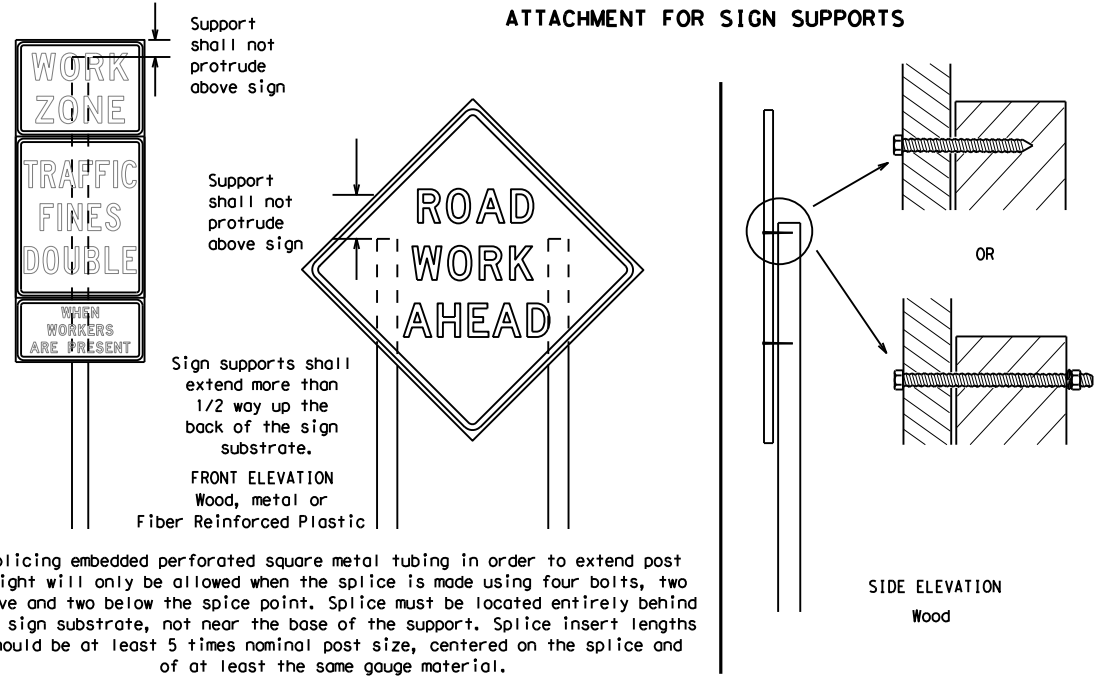 ATTACHMENT FOR SIGN SUPPORTS
Support
shall not
protrude
above sign
WORK
ZONE
TRAFFIC
FINES
DOUBLE
WHEN
WORKERS
ARE PRESENT
Support
shall not
protrude
above sign
ROAD
WORK
AHEAD
Sign supports shall
extend more than
1/2 way up the
back of the sign
substrate.
FRONT ELEVATION
Wood, metal or
Fiber Reinforced Plastic
OR
SIDE ELEVATION
Wood
plicing embedded perforated square metal tubing in order to extend post
ight will only be allowed when the splice is made using four bolts, two
ve and two below the spice point. Splice must be located entirely behind
sign substrate, not near the base of the support. Splice insert lengths
ould be at least 5 times nominal post size, centered on the splice and
of at least the same gauge material.